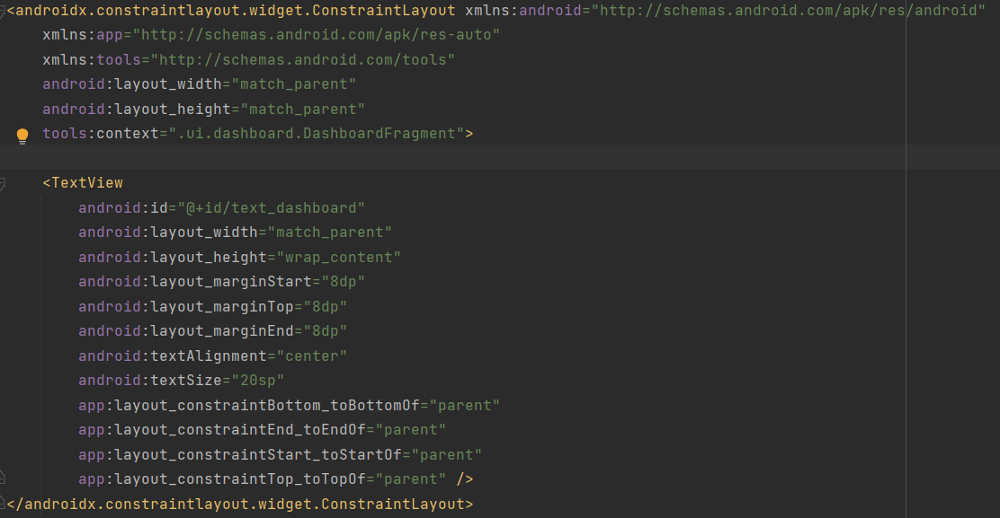 <androidx.constraintlayout.widget.ConstraintLayout xmlns:android="http://schemas.android.com/apk/res/android"
    xmlns:app="http://schemas.android.com/apk/res-auto"
    xmlns:tools="http://schemas.android.com/tools"
    android:layout_width="match_parent"
    android:layout_height="match_parent"
    tools:context=".ui.dashboard.DashboardFragment">
    <TextView
        android:id="@+id/text_dashboard"
        android:layout_width="match_parent"
        android:layout_height="wrap_content"
        android:layout_marginStart="8dp"
        android:layout_marginTop="8dp"
        android:layout_marginEnd="8dp"
        android:textAlignment="center"
        android:textSize="20sp"
        app:layout_constraintBottom_toBottomOf="parent"
        app:layout_constraintEnd_toEndOf="parent"
        app:layout_constraintStart_toStartOf="parent"
        app:layout_constraintTop_toTopOf="parent" />
</androidx.constraintlayout.widget.ConstraintLayout>